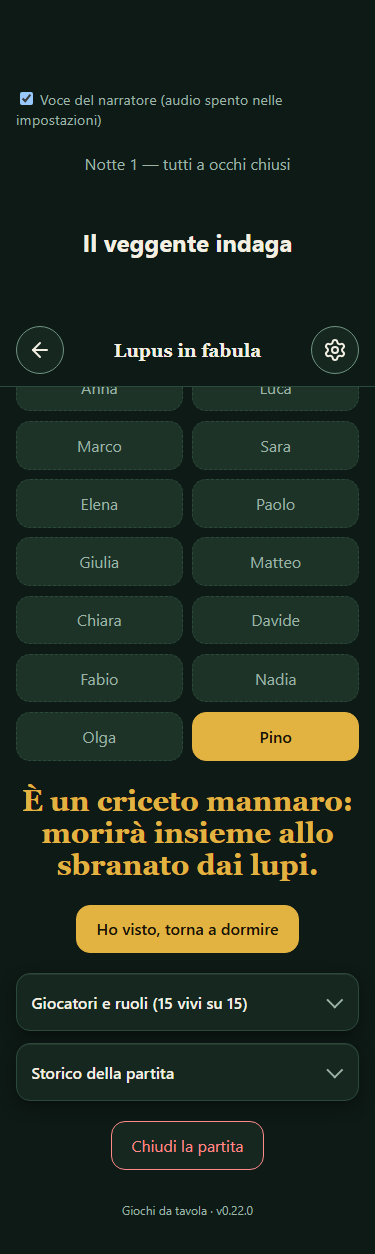 Voce del narratore (audio spento nelle
impostazioni)
Notte 1 — tutti a occhi chiusi
Il veggente indaga
Lupus in fabula
Anna
Luca
Marco
Sara
Elena
Paolo
Giulia
Matteo
Chiara
Davide
Fabio
Nadia
Olga
Pino
È un criceto mannaro:
morirà insieme allo
sbranato dai lupi.
Ho visto, torna a dormire
Giocatori e ruoli (15 vivi su 15)
Storico della partita
Chiudi la partita
Giochi da tavola · v0.22.0